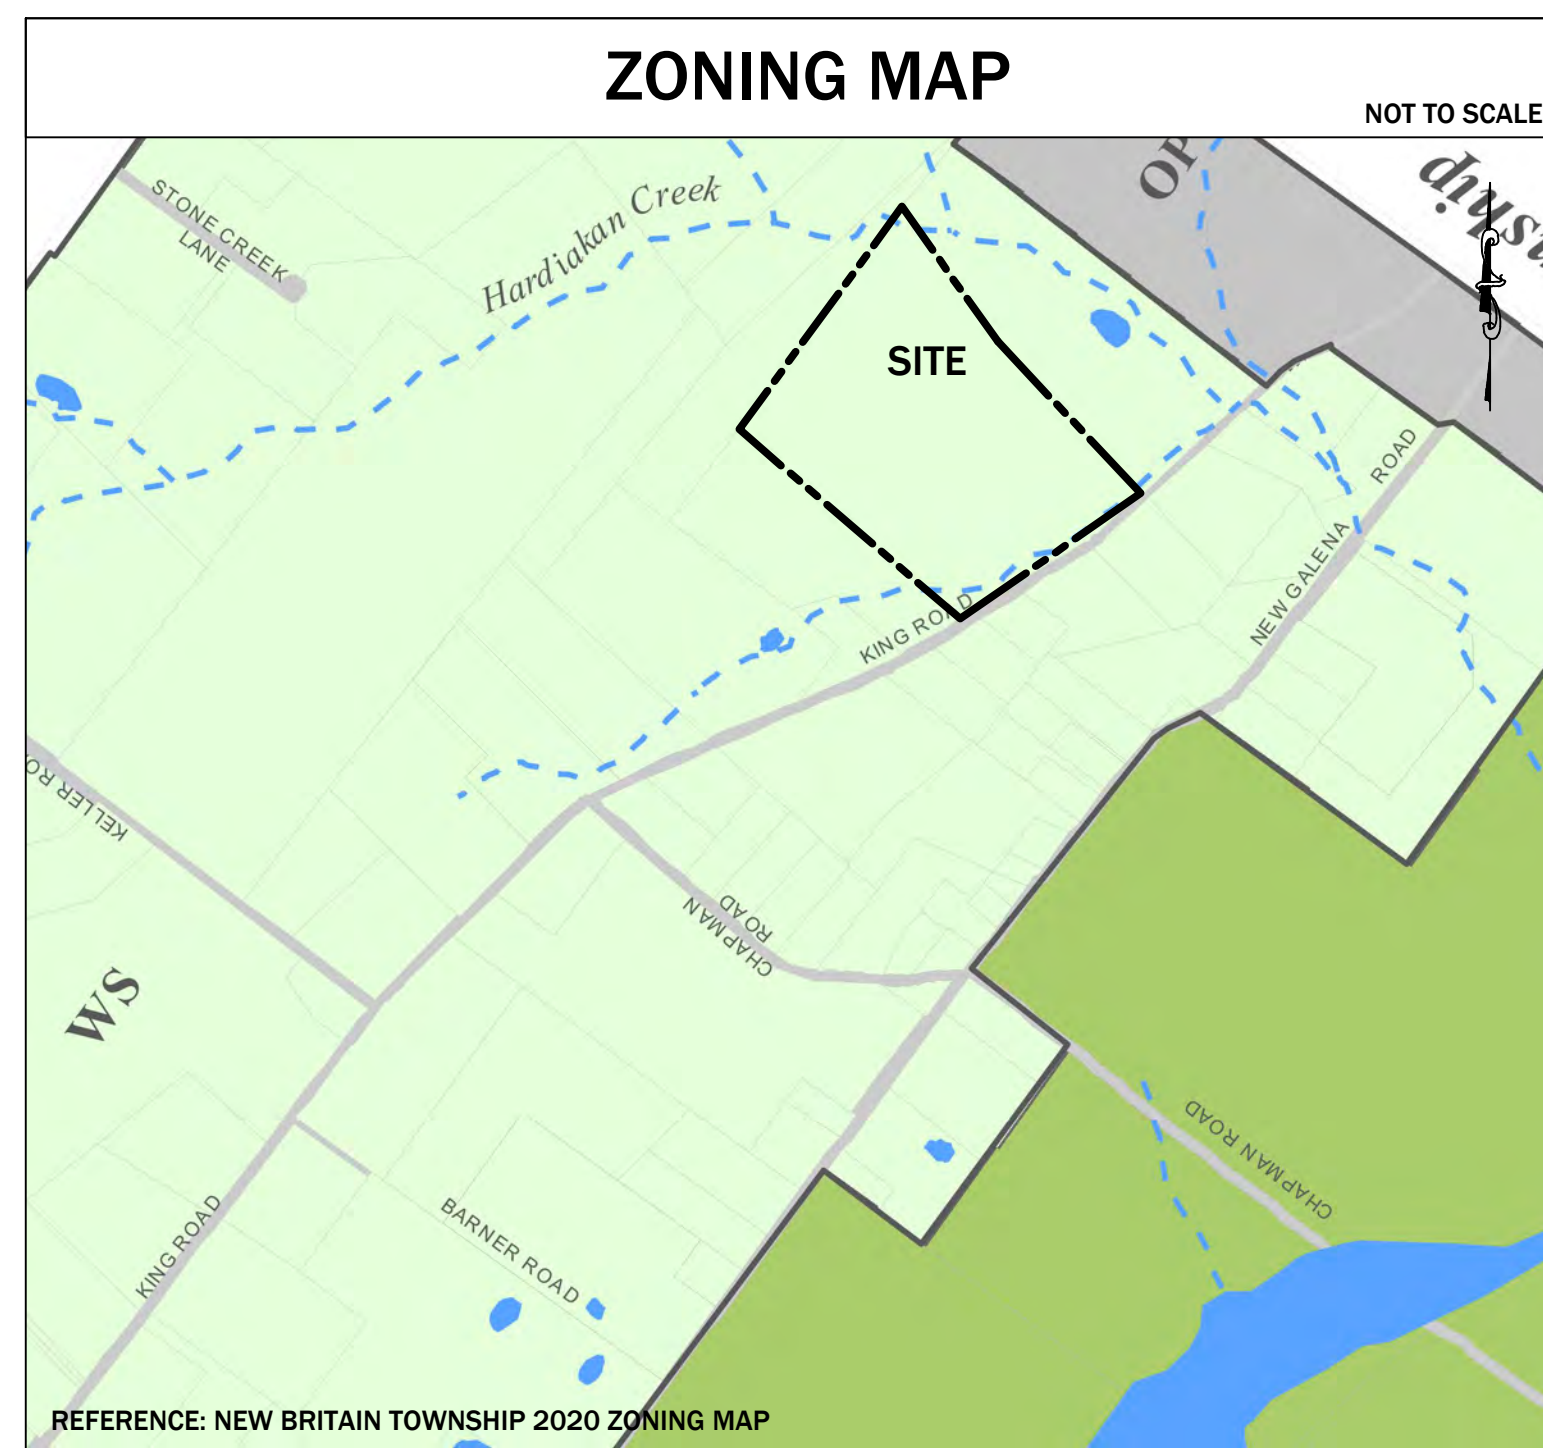 ZONING MAP
NOT TO SCALE
OP
STONE CREEK
LANE
Hardiakan Creek
SITE
ROAD
NEW GALENA
KING ROAD
KELLER RO
CHAPMAN
ROAD
WS
CHAPMAN ROAD
KING ROAD
BARNER ROAD
REFERENCE: NEW BRITAIN TOWNSHIP 2020 ZONING MAP